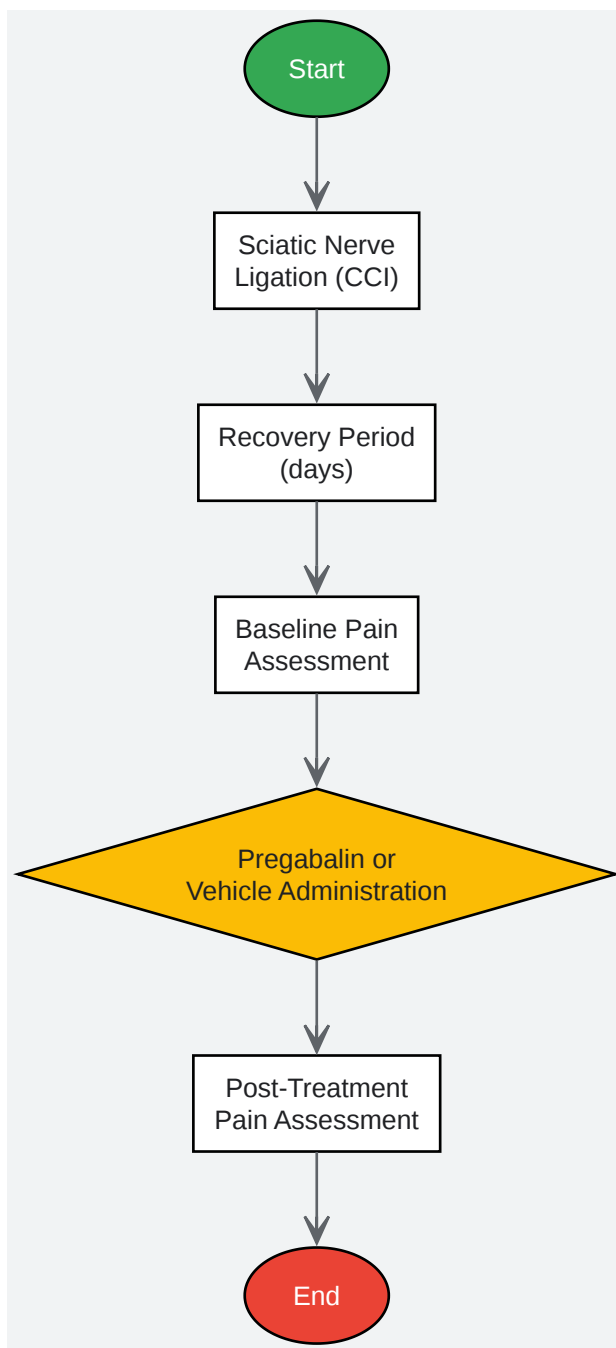 Start
Sciatic Nerve
Ligation (CCI)
Recovery Period
(days)
Baseline Pain
Assessment
Pregabalin or
Vehicle Administration
Post-Treatment
Pain Assessment
End